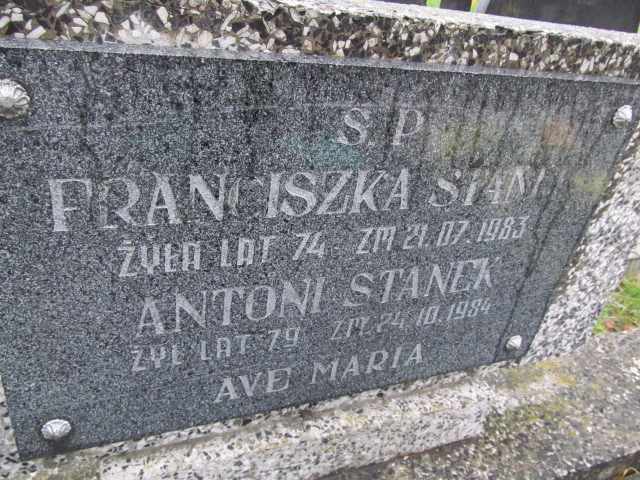 Ś. P.
FRANCISZKA STANEK
ŻYŁA LAT 74 ZM 21.07.1983
ANTONI STANEK
ŻYŁ LAT 79 ZM. 24.10.1984
AVE MARIA